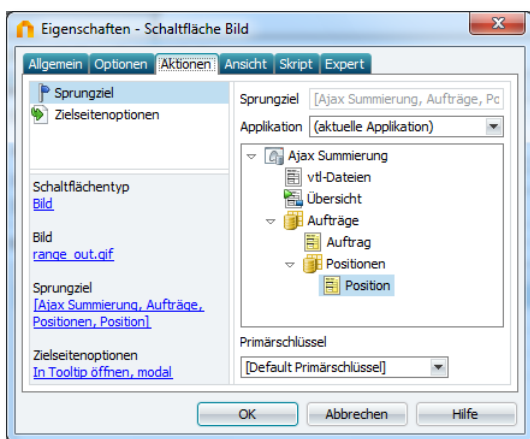 Eigenschaften - Schaltfläche Bild
Allgemein Optionen Aktionen Ansicht Skript Expert
Sprungziel
Zielseitenoptionen
Schaltflächentyp
Bild
Bild
range_out.gif
Sprungziel
[Ajax Summierung, Aufträge,
Positionen, Position]
Zielseitenoptionen
In Tooltip öffnen, modal
Sprungziel [Ajax Summierung, Aufträge, Po
Applikation (aktuelle Applikation)
Ajax Summierung
vtl-Dateien
Übersicht
Aufträge
Auftrag
Positionen
Position
Primärschlüssel
[Default Primärschlüssel]
OK Abbrechen Hilfe